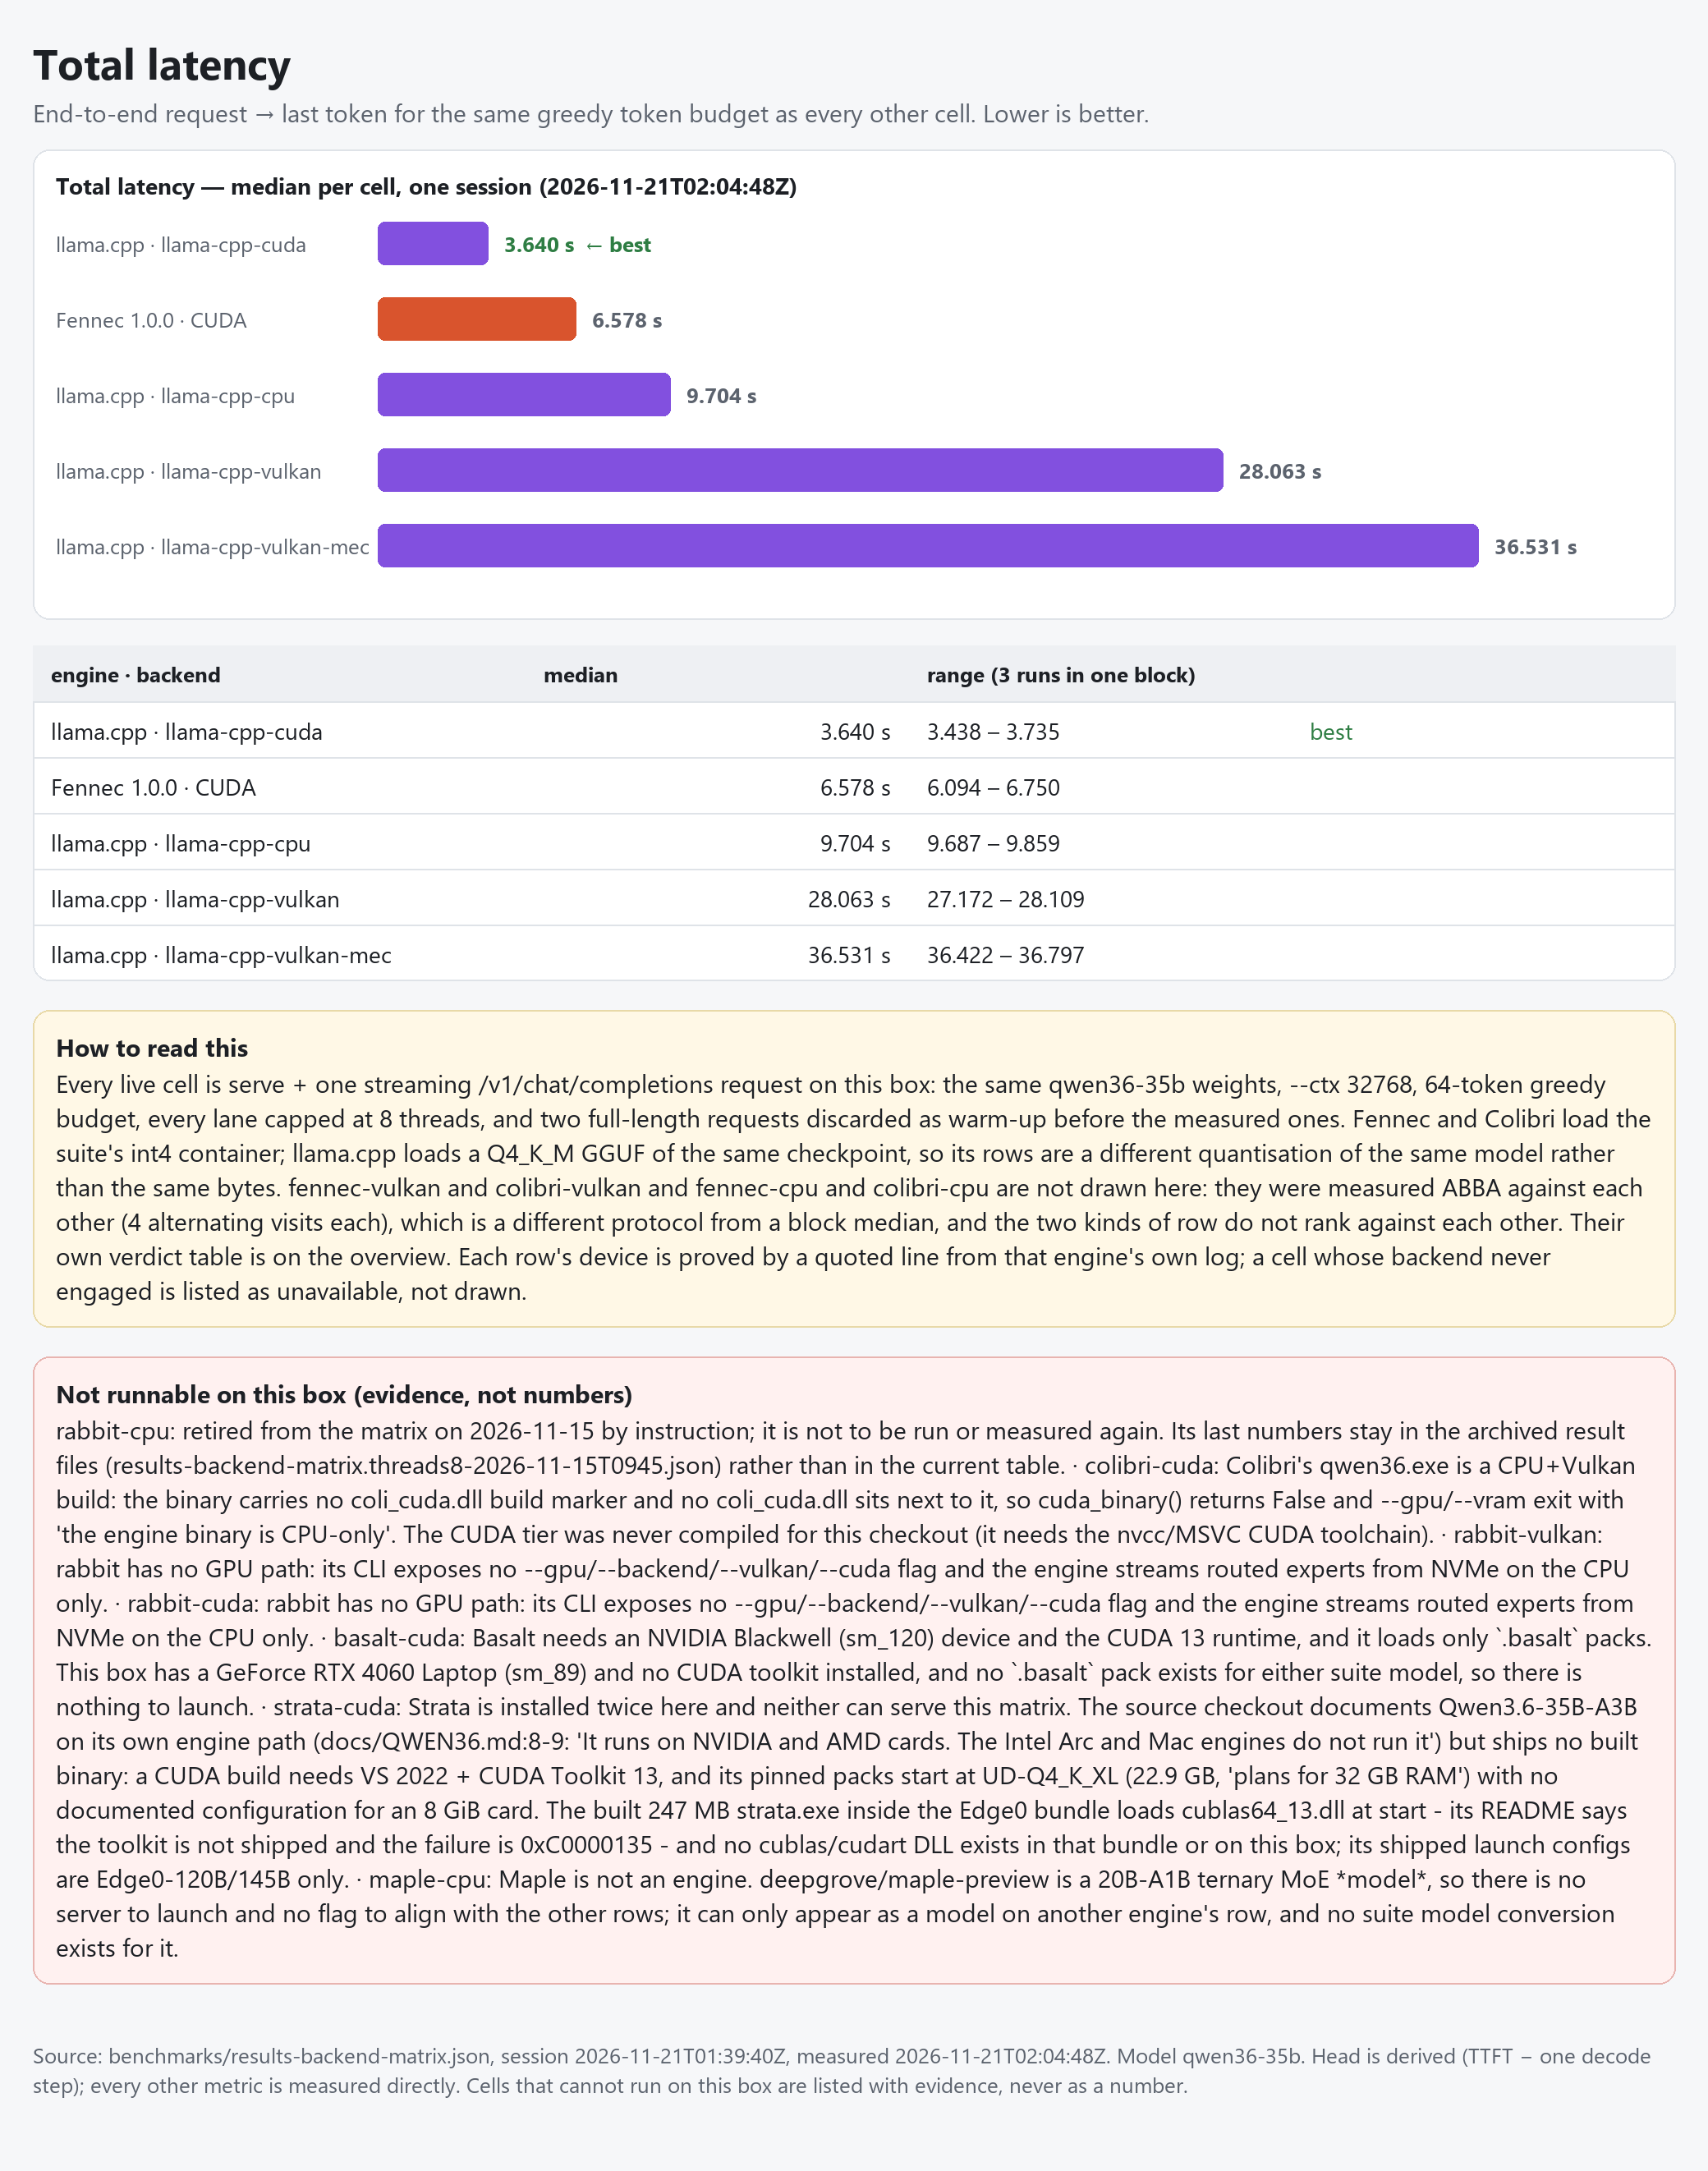 Total latency
End-to-end request → last token for the same greedy token budget as every other cell. Lower is better.
Total latency — median per cell, one session (2026-11-21T02:04:48Z)
llama.cpp · llama-cpp-cuda 3.640 s ← best
Fennec 1.0.0 · CUDA 6.578 s
llama.cpp · llama-cpp-cpu 9.704 s
llama.cpp · llama-cpp-vulkan 28.063 s
llama.cpp · llama-cpp-vulkan-mec 36.531 s
engine · backend median range (3 runs in one block)
llama.cpp · llama-cpp-cuda 3.640 s 3.438 – 3.735 best
Fennec 1.0.0 · CUDA 6.578 s 6.094 – 6.750
llama.cpp · llama-cpp-cpu 9.704 s 9.687 – 9.859
llama.cpp · llama-cpp-vulkan 28.063 s 27.172 – 28.109
llama.cpp · llama-cpp-vulkan-mec 36.531 s 36.422 – 36.797
How to read this
Every live cell is serve + one streaming /v1/chat/completions request on this box: the same qwen36-35b weights, --ctx 32768, 64-token greedy
budget, every lane capped at 8 threads, and two full-length requests discarded as warm-up before the measured ones. Fennec and Colibri load the
suite's int4 container; llama.cpp loads a Q4_K_M GGUF of the same checkpoint, so its rows are a different quantisation of the same model rather
than the same bytes. fennec-vulkan and colibri-vulkan and fennec-cpu and colibri-cpu are not drawn here: they were measured ABBA against each
other (4 alternating visits each), which is a different protocol from a block median, and the two kinds of row do not rank against each other. Their
own verdict table is on the overview. Each row's device is proved by a quoted line from that engine's own log; a cell whose backend never
engaged is listed as unavailable, not drawn.
Not runnable on this box (evidence, not numbers)
rabbit-cpu: retired from the matrix on 2026-11-15 by instruction; it is not to be run or measured again. Its last numbers stay in the archived result
files (results-backend-matrix.threads8-2026-11-15T0945.json) rather than in the current table. · colibri-cuda: Colibri's qwen36.exe is a CPU+Vulkan
build: the binary carries no coli_cuda.dll build marker and no coli_cuda.dll sits next to it, so cuda_binary() returns False and --gpu/--vram exit with
'the engine binary is CPU-only'. The CUDA tier was never compiled for this checkout (it needs the nvcc/MSVC CUDA toolchain). · rabbit-vulkan:
rabbit has no GPU path: its CLI exposes no --gpu/--backend/--vulkan/--cuda flag and the engine streams routed experts from NVMe on the CPU
only. · rabbit-cuda: rabbit has no GPU path: its CLI exposes no --gpu/--backend/--vulkan/--cuda flag and the engine streams routed experts from
NVMe on the CPU only. · basalt-cuda: Basalt needs an NVIDIA Blackwell (sm_120) device and the CUDA 13 runtime, and it loads only `.basalt` packs.
This box has a GeForce RTX 4060 Laptop (sm_89) and no CUDA toolkit installed, and no `.basalt` pack exists for either suite model, so there is
nothing to launch. · strata-cuda: Strata is installed twice here and neither can serve this matrix. The source checkout documents Qwen3.6-35B-A3B
on its own engine path (docs/QWEN36.md:8-9: 'It runs on NVIDIA and AMD cards. The Intel Arc and Mac engines do not run it') but ships no built
binary: a CUDA build needs VS 2022 + CUDA Toolkit 13, and its pinned packs start at UD-Q4_K_XL (22.9 GB, 'plans for 32 GB RAM') with no
documented configuration for an 8 GiB card. The built 247 MB strata.exe inside the Edge0 bundle loads cublas64_13.dll at start - its README says
the toolkit is not shipped and the failure is 0xC0000135 - and no cublas/cudart DLL exists in that bundle or on this box; its shipped launch configs
are Edge0-120B/145B only. · maple-cpu: Maple is not an engine. deepgrove/maple-preview is a 20B-A1B ternary MoE *model*, so there is no
server to launch and no flag to align with the other rows; it can only appear as a model on another engine's row, and no suite model conversion
exists for it.
Source: benchmarks/results-backend-matrix.json, session 2026-11-21T01:39:40Z, measured 2026-11-21T02:04:48Z. Model qwen36-35b. Head is derived (TTFT − one decode
step); every other metric is measured directly. Cells that cannot run on this box are listed with evidence, never as a number.